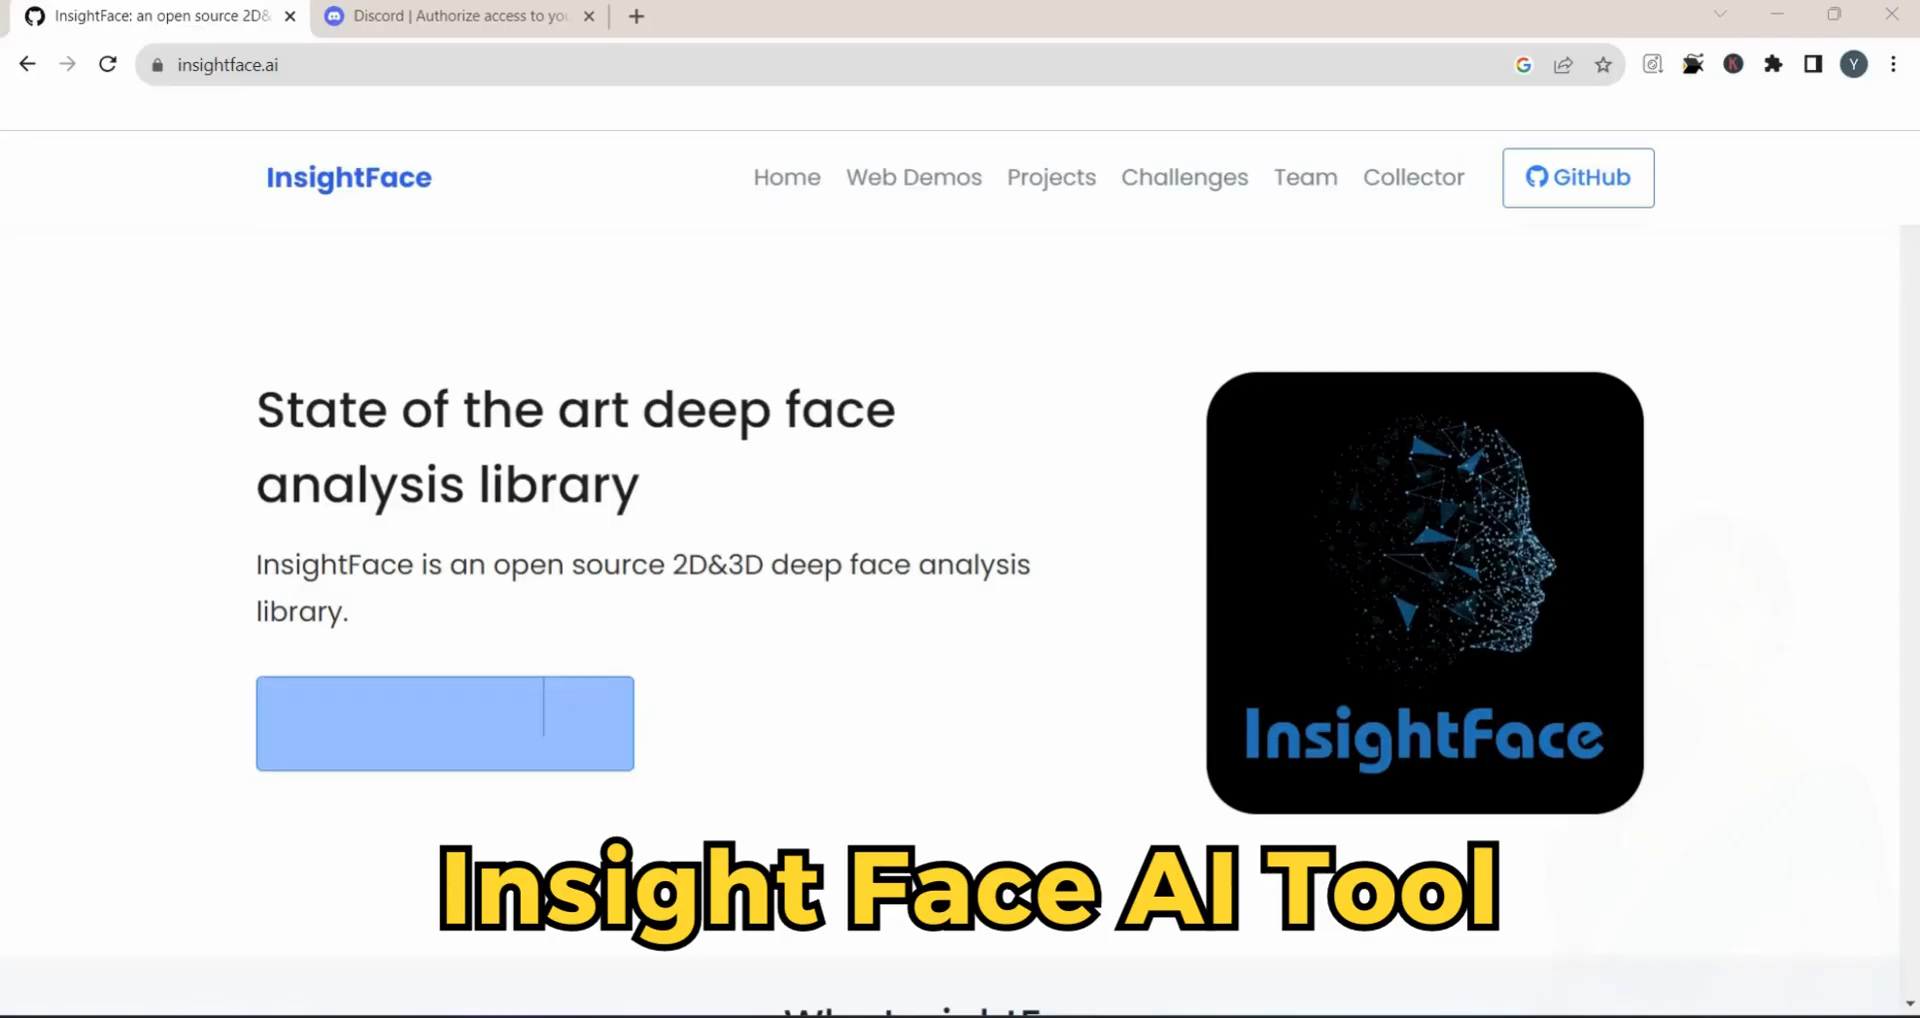 InsightFace: an open source 2D&
Discord | Authorize access to you
insightface.ai
K
Y
InsightFace
Home
Web Demos
Projects
Challenges
Team
Collector
GitHub
State of the art deep face
analysis library
InsightFace is an open source 2D&3D deep face analysis
library.
InsightFace
Insight Face AI Tool